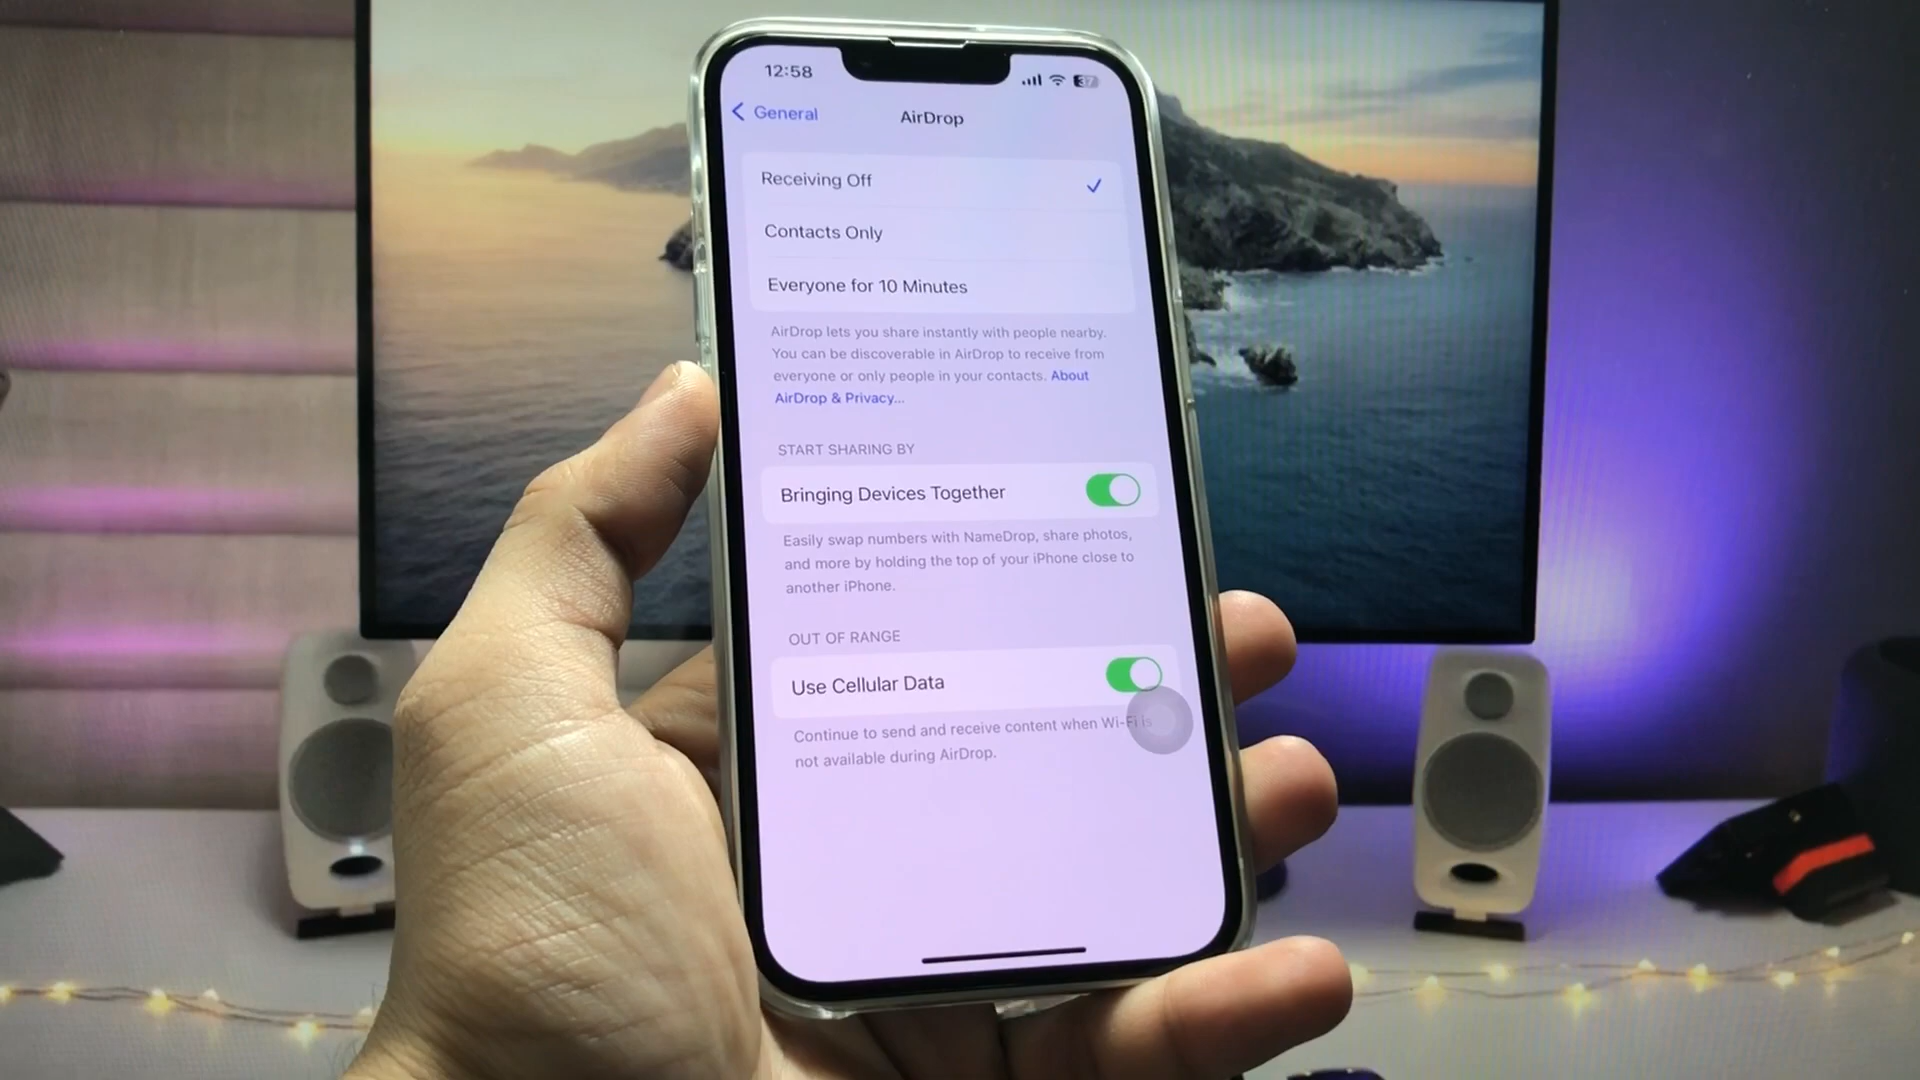 12:58
37
General
AirDrop
Receiving Off
Contacts Only
Everyone for 10 Minutes
AirDrop lets you share instantly with people nearby.
You can be discoverable in AirDrop to receive from
everyone or only people in your contacts. About
AirDrop & Privacy...
START SHARING BY
Bringing Devices Together
Easily swap numbers with NameDrop, share photos,
and more by holding the top of your iPhone close to
another iPhone.
OUT OF RANGE
Use Cellular Data
Continue to send and receive content when Wi-Fi is
not available during AirDrop.